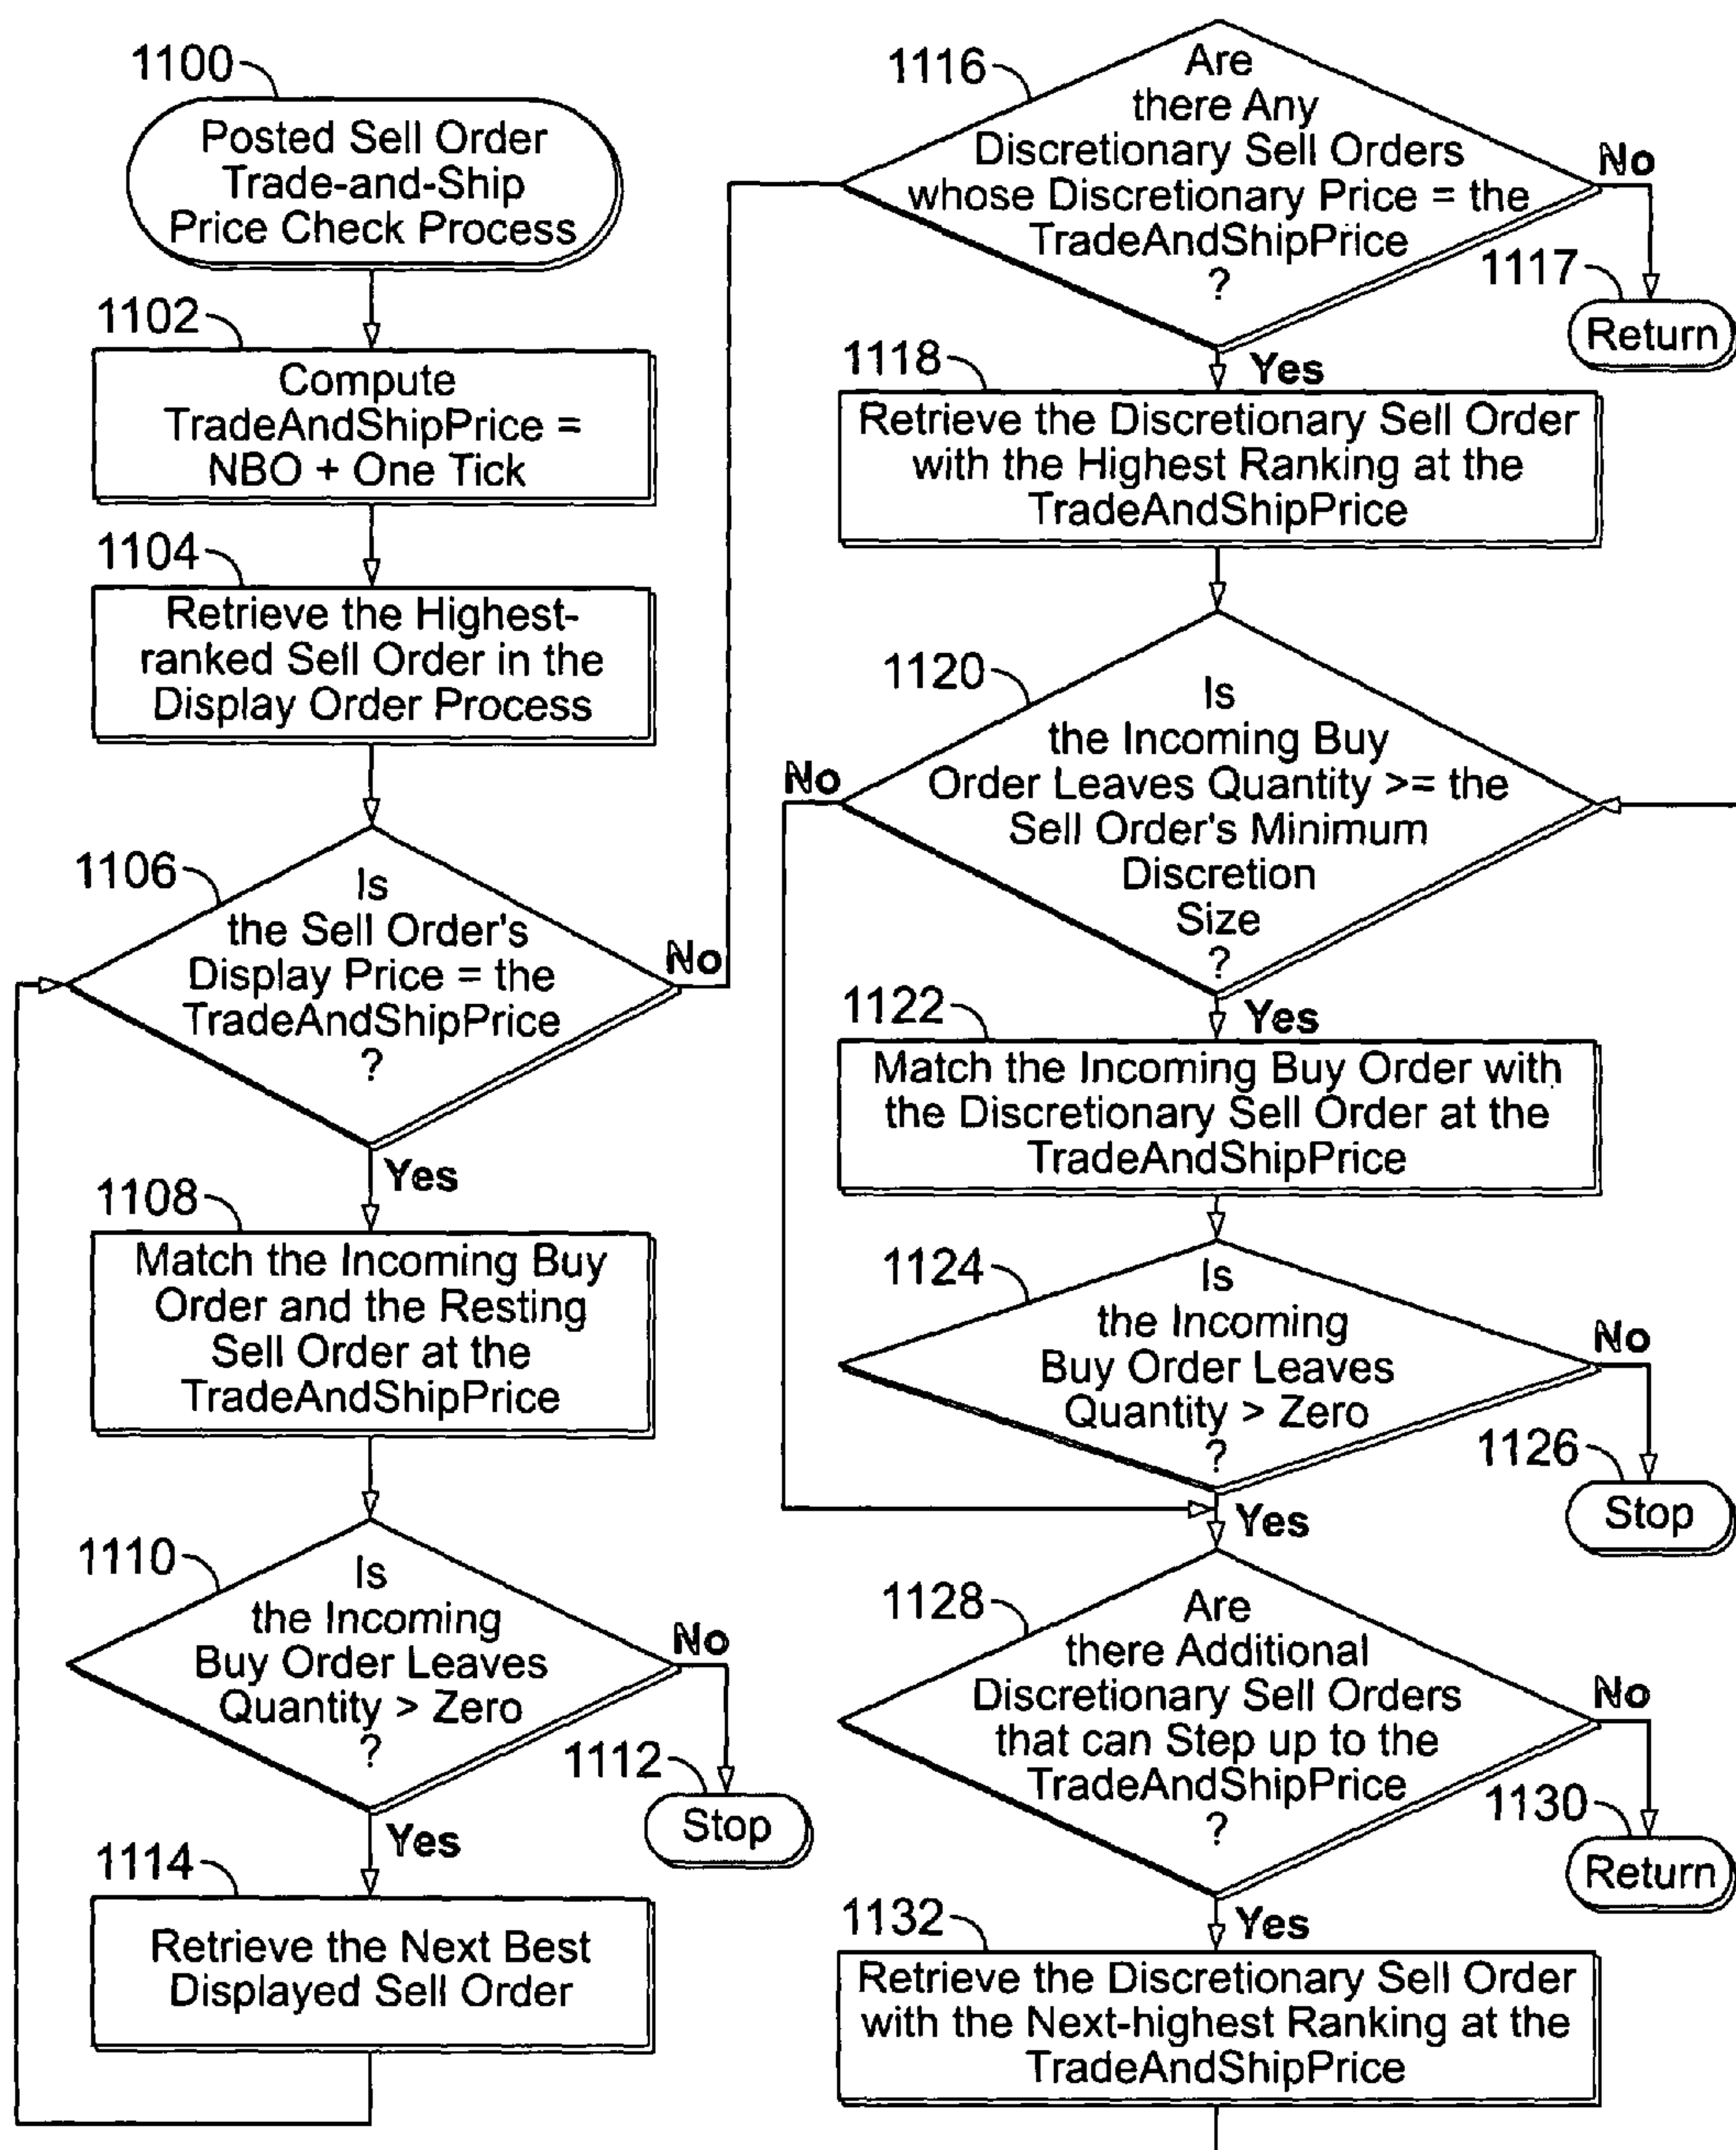 1100
Posted Sell Order
Trade-and-Ship
Price Check Process
1102
Compute
TradeAndShipPrice =
NBO + One Tick
1104
Retrieve the Highest-
ranked Sell Order in the
Display Order Process
1106
Is
the Sell Order's
Display Price = the
TradeAndShipPrice
?
No
Yes
1108
Match the Incoming Buy
Order and the Resting
Sell Order at the
TradeAndShipPrice
1110
Is
the Incoming
Buy Order Leaves
Quantity > Zero
?
No
1112
Stop
Yes
1114
Retrieve the Next Best
Displayed Sell Order
1116
Are
there Any
Discretionary Sell Orders
whose Discretionary Price = the
TradeAndShipPrice
?
No
1117
Return
Yes
1118
Retrieve the Discretionary Sell Order
with the Highest Ranking at the
TradeAndShipPrice
1120
Is
the Incoming Buy
Order Leaves Quantity >= the
Sell Order's Minimum
Discretion
Size
?
No
Yes
1122
Match the Incoming Buy Order with
the Discretionary Sell Order at the
TradeAndShipPrice
1124
Is
the Incoming
Buy Order Leaves
Quantity > Zero
?
No
1126
Stop
Yes
1128
Are
there Additional
Discretionary Sell Orders
that can Step up to the
TradeAndShipPrice
?
No
1130
Return
Yes
1132
Retrieve the Discretionary Sell Order
with the Next-highest Ranking at the
TradeAndShipPrice